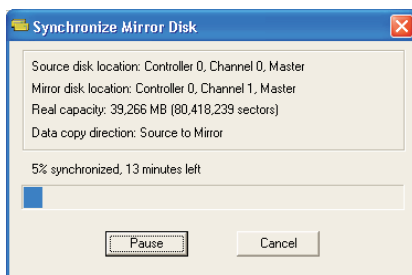 Synchronize Mirror Disk
Source disk location: Controller 0, Channel 0, Master
Mirror disk location: Controller 0, Channel 1, Master
Real capacity: 39,266 MB (80,418,239 sectors)
Data copy direction: Source to Mirror
5% synchronized, 13 minutes left
Pause
Cancel